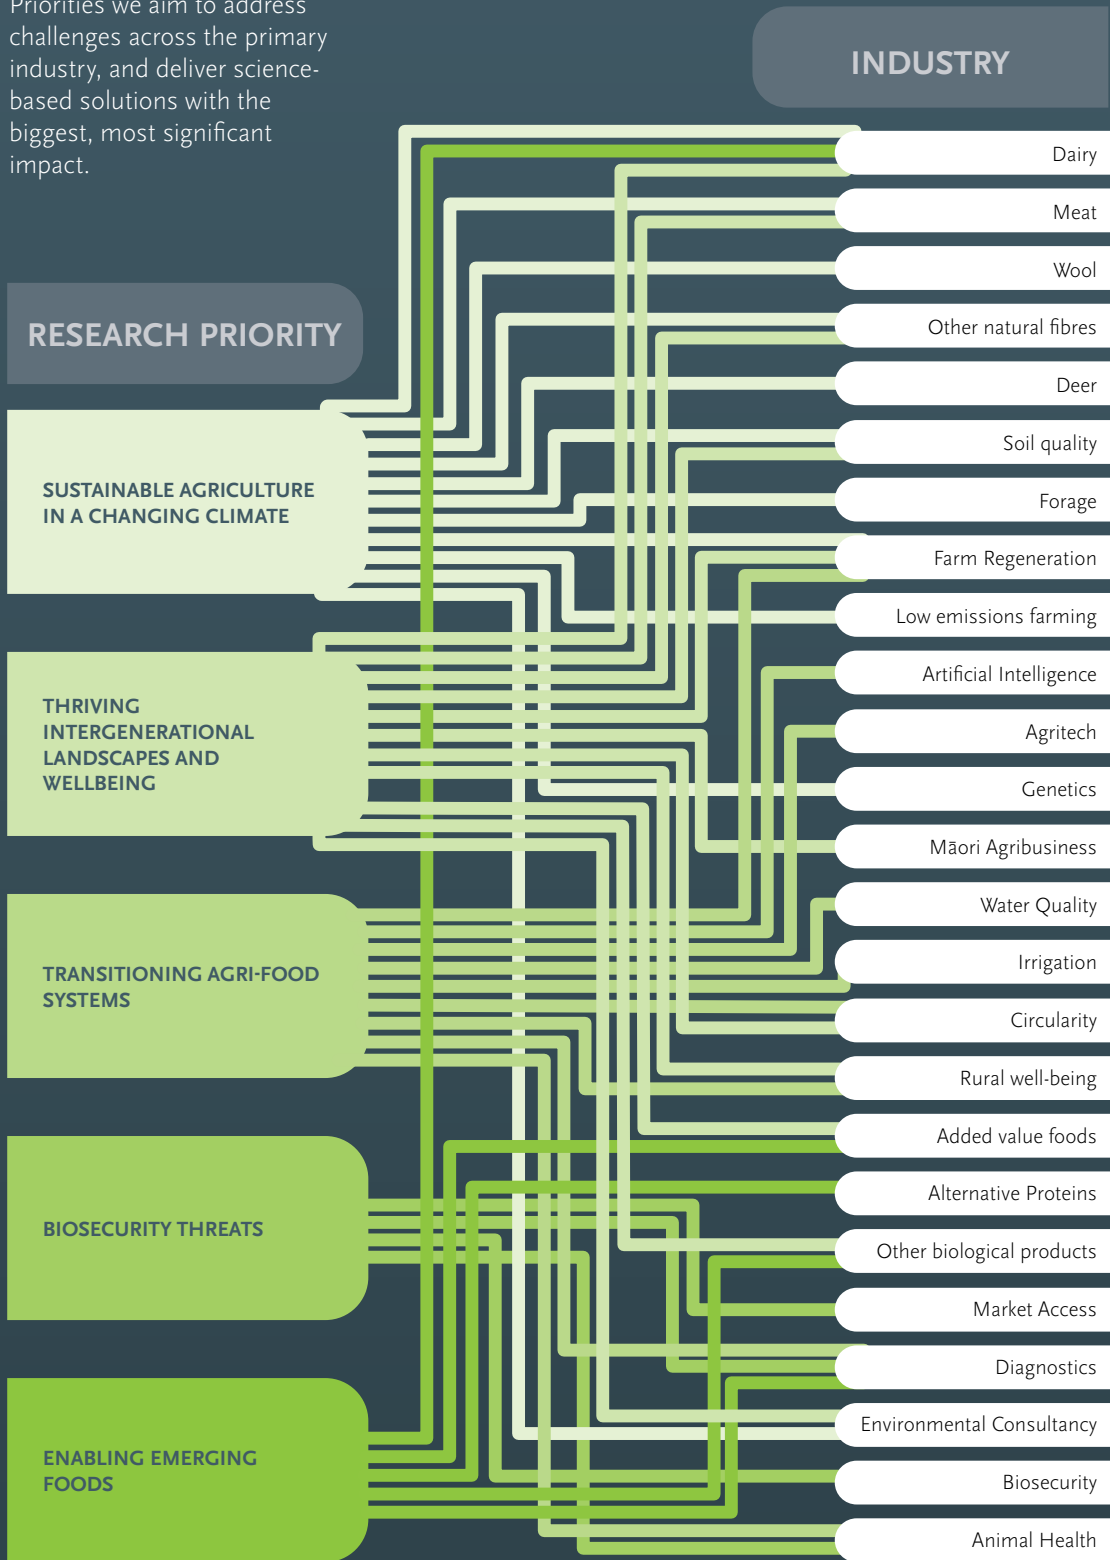 Priorities we aim to address
challenges across the primary
industry, and deliver science-
based solutions with the
biggest, most significant
impact.
INDUSTRY
RESEARCH PRIORITY
SUSTAINABLE AGRICULTURE
IN A CHANGING CLIMATE
THRIVING
INTERGENERATIONAL
LANDSCAPES AND
WELLBEING
TRANSITIONING AGRI-FOOD
SYSTEMS
BIOSECURITY THREATS
ENABLING EMERGING
FOODS
Dairy
Meat
Wool
Other natural fibres
Deer
Soil quality
Forage
Farm Regeneration
Low emissions farming
Artificial Intelligence
Agritech
Genetics
Māori Agribusiness
Water Quality
Irrigation
Circularity
Rural well-being
Added value foods
Alternative Proteins
Other biological products
Market Access
Diagnostics
Environmental Consultancy
Biosecurity
Animal Health